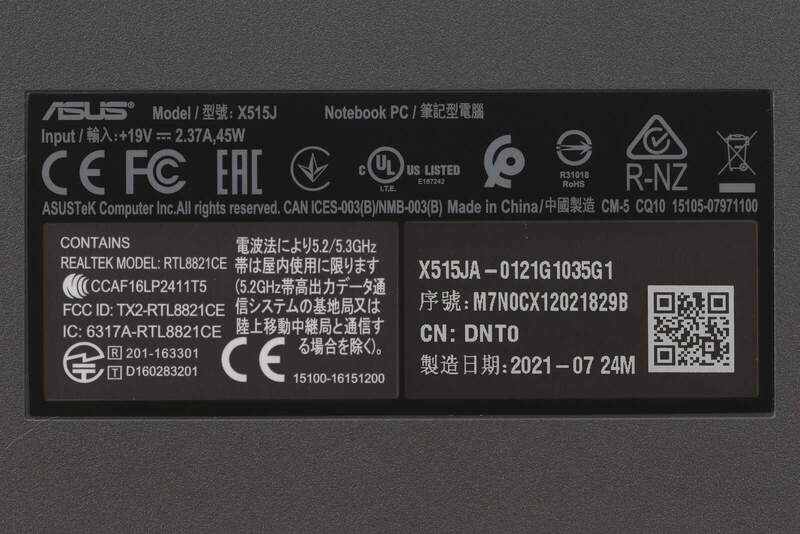 ASUS Model / 型號: X515J Notebook PC / 筆記型電腦
Input / 輸入: +19V ⎓ 2.37A,45W
CE FC EAC c UL US LISTED I.T.E. E187242 R31018 RoHS R-NZ
ASUSTeK Computer Inc.All rights reserved. CAN ICES-003(B)/NMB-003(B) Made in China/中國製造 CM-5 CQ10 15105-07971100
CONTAINS
REALTEK MODEL: RTL8821CE
CCAF16LP2411T5
FCC ID: TX2-RTL8821CE
IC: 6317A-RTL8821CE
R 201-163301
T D160283201
電波法により5.2/5.3GHz
帯は屋内使用に限ります
(5.2GHz帯高出力データ通
信システムの基地局又は
陸上移動中継局と通信す
る場合を除く)。
CE
15100-16151200
X515JA-0121G1035G1
序號: M7N0CX12021829B
CN: DNT0
製造日期: 2021-07 24M